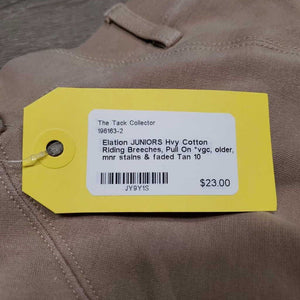 The Tack Collector
196163-2
Elation JUNIORS Hvy Cotton
Riding Breeches, Pull On *vgc, older,
mnr stains & faded Tan 10
JY9Y1S
$23.00